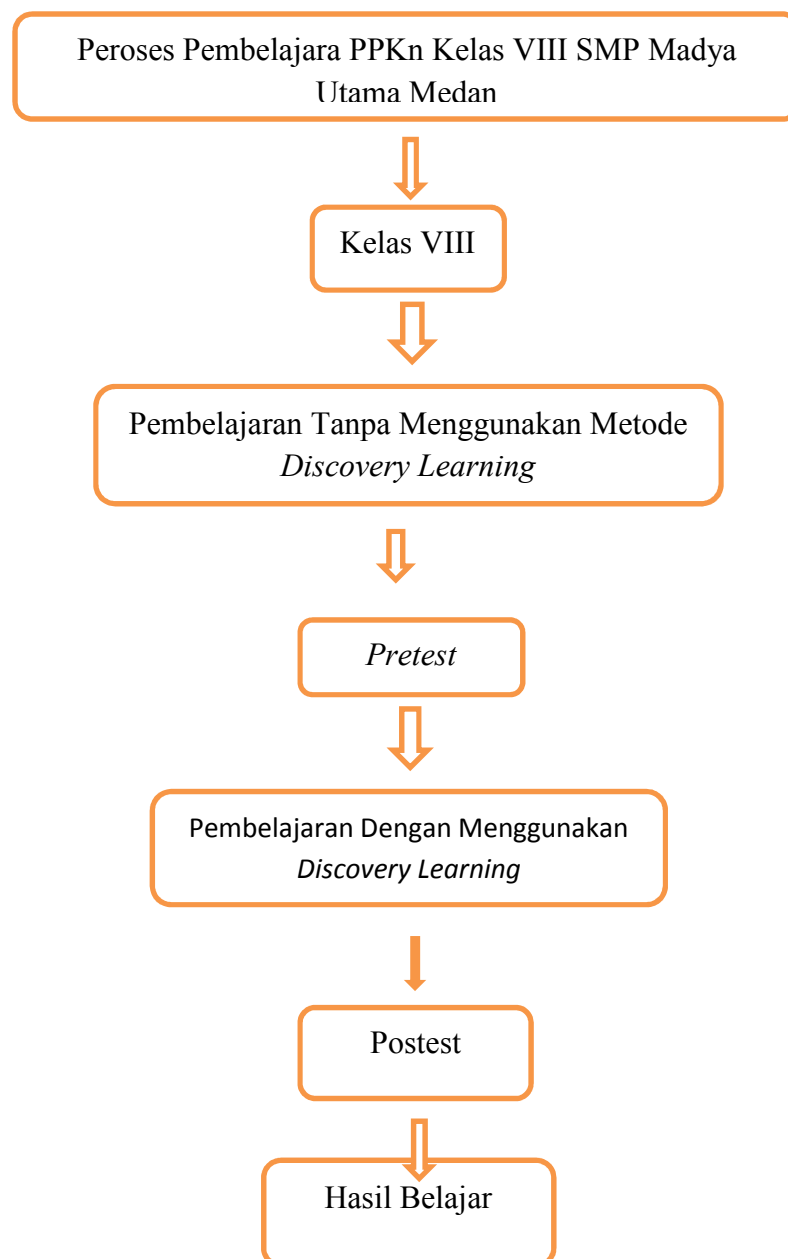 Peroses Pembelajara PPKn Kelas VIII SMP Madya
Utama Medan
Kelas VIII
Pembelajaran Tanpa Menggunakan Metode
Discovery Learning
Pretest
Pembelajaran Dengan Menggunakan
Discovery Learning
Postest
Hasil Belajar